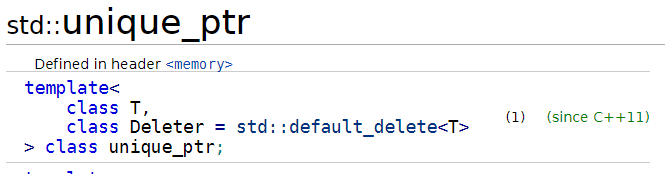 std::unique_ptr
Defined in header <memory>
template<
    class T,
    class Deleter = std::default_delete<T>
> class unique_ptr;
(1) (since C++11)